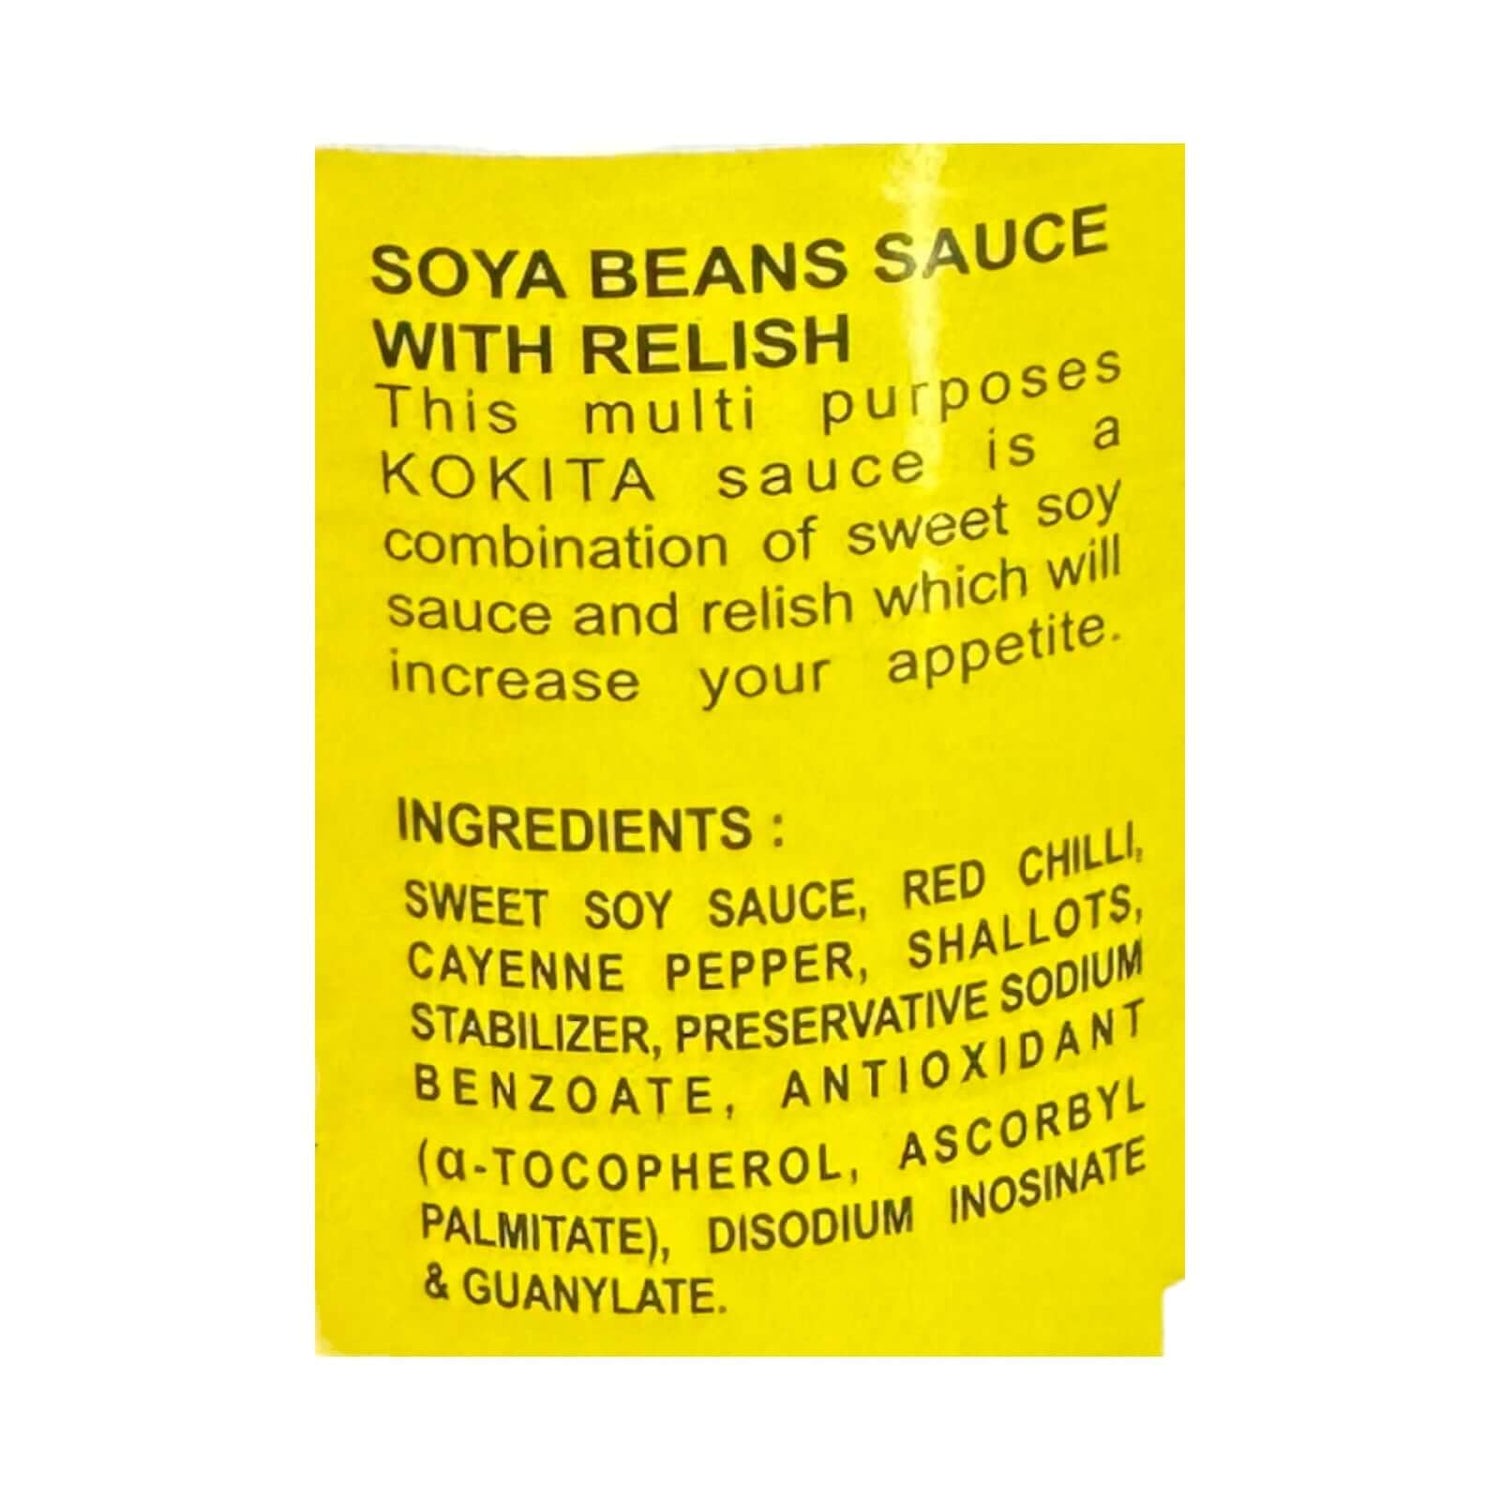 SOYA BEANS SAUCE
WITH RELISH
This multi purposes
KOKITA sauce is a
combination of sweet soy
sauce and relish which will
increase your appetite.
INGREDIENTS :
SWEET SOY SAUCE, RED CHILLI,
CAYENNE PEPPER, SHALLOTS,
STABILIZER, PRESERVATIVE SODIUM
BENZOATE, ANTIOXIDANT
(α-TOCOPHEROL, ASCORBYL
PALMITATE), DISODIUM INOSINATE
& GUANYLATE.